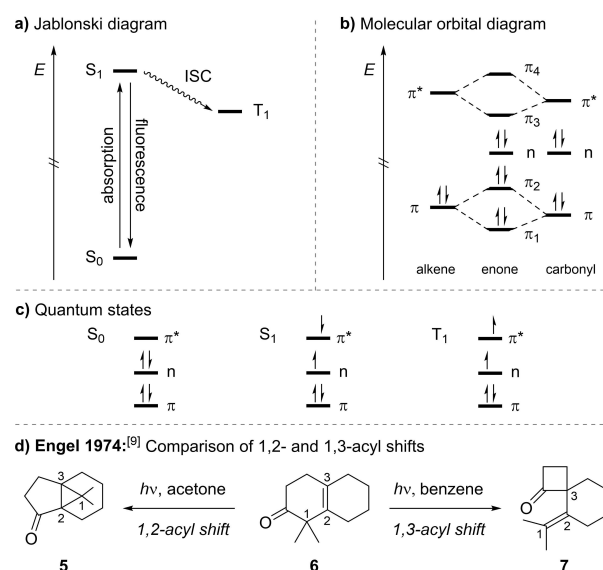 a) Jablonski diagram
E
S1
ISC
T1
absorption
fluorescence
S0
b) Molecular orbital diagram
E
π4
π*
π*
π3
n n
π2
π
π
π1
alkene enone carbonyl
c) Quantum states
S0 π* S1 π* T1 π*
n n n
π π π
d) Engel 1974:[9] Comparison of 1,2- and 1,3-acyl shifts
3
1
2
O
5
hν, acetone
1,2-acyl shift
3
1
2
O
6
hν, benzene
1,3-acyl shift
O
3
1
2
7